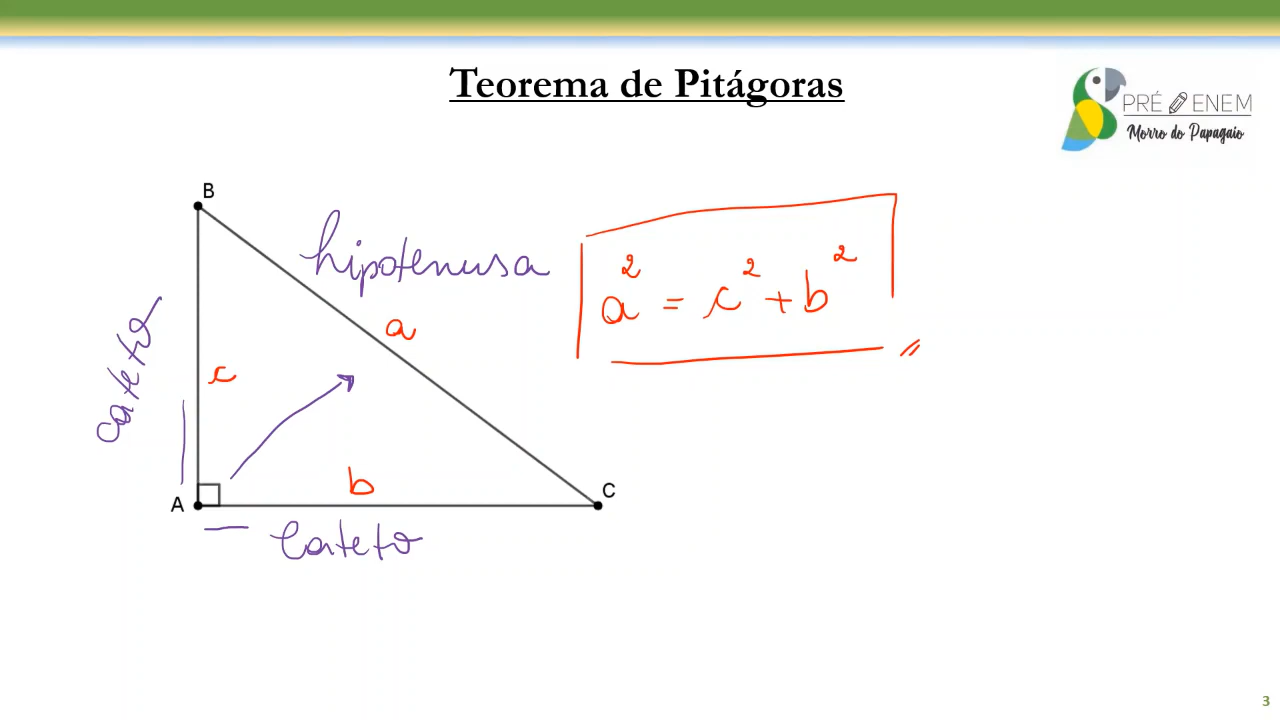 Teorema de Pitágoras
PRÉ ENEM
Morro do Papagaio
B
hipotenusa
a² = c² + b²
a
cateto
c
b
A
C
cateto
3